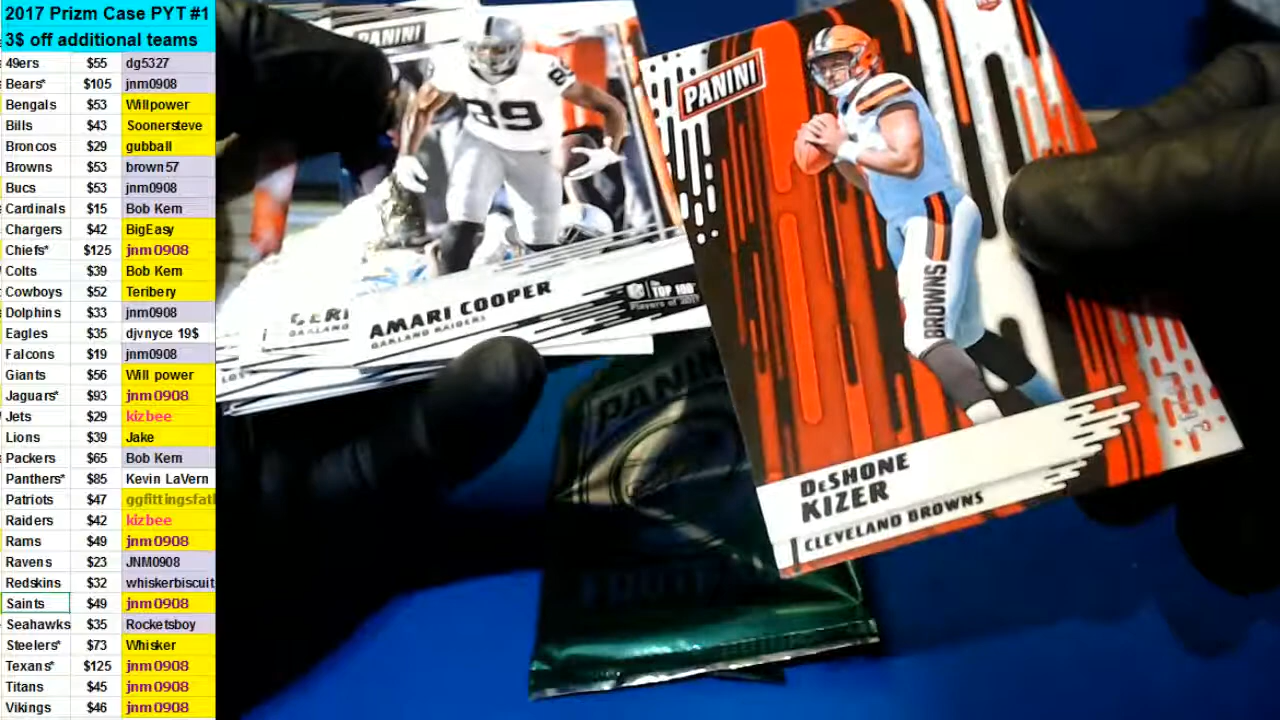 2017 Prizm Case PYT #1
3$ off additional teams
49ers $55 dg5327
Bears* $105 jnm0908
Bengals $53 Willpower
Bills $43 Soonersteve
Broncos $29 gubball
Browns $53 brown57
Bucs $53 jnm0908
Cardinals $15 Bob Kern
Chargers $42 BigEasy
Chiefs* $125 jnm0908
Colts $39 Bob Kern
Cowboys $52 Teribery
Dolphins $33 jnm0908
Eagles $35 djvnyce 19$
Falcons $19 jnm0908
Giants $56 Will power
Jaguars* $93 jnm0908
Jets $29 kizbee
Lions $39 Jake
Packers $65 Bob Kern
Panthers* $85 Kevin LaVern
Patriots $47 ggfittingsfatl
Raiders $42 kizbee
Rams $49 jnm0908
Ravens $23 JNM0908
Redskins $32 whiskerbiscuit
Saints $49 jnm0908
Seahawks $35 Rocketsboy
Steelers* $73 Whisker
Texans* $125 jnm0908
Titans $45 jnm0908
Vikings $46 jnm0908
PANINI
89
AMARI COOPER
OAKLAND RAIDERS
TOP 100
PANINI
BROWNS
DESHONE
KIZER
CLEVELAND BROWNS
PANINI